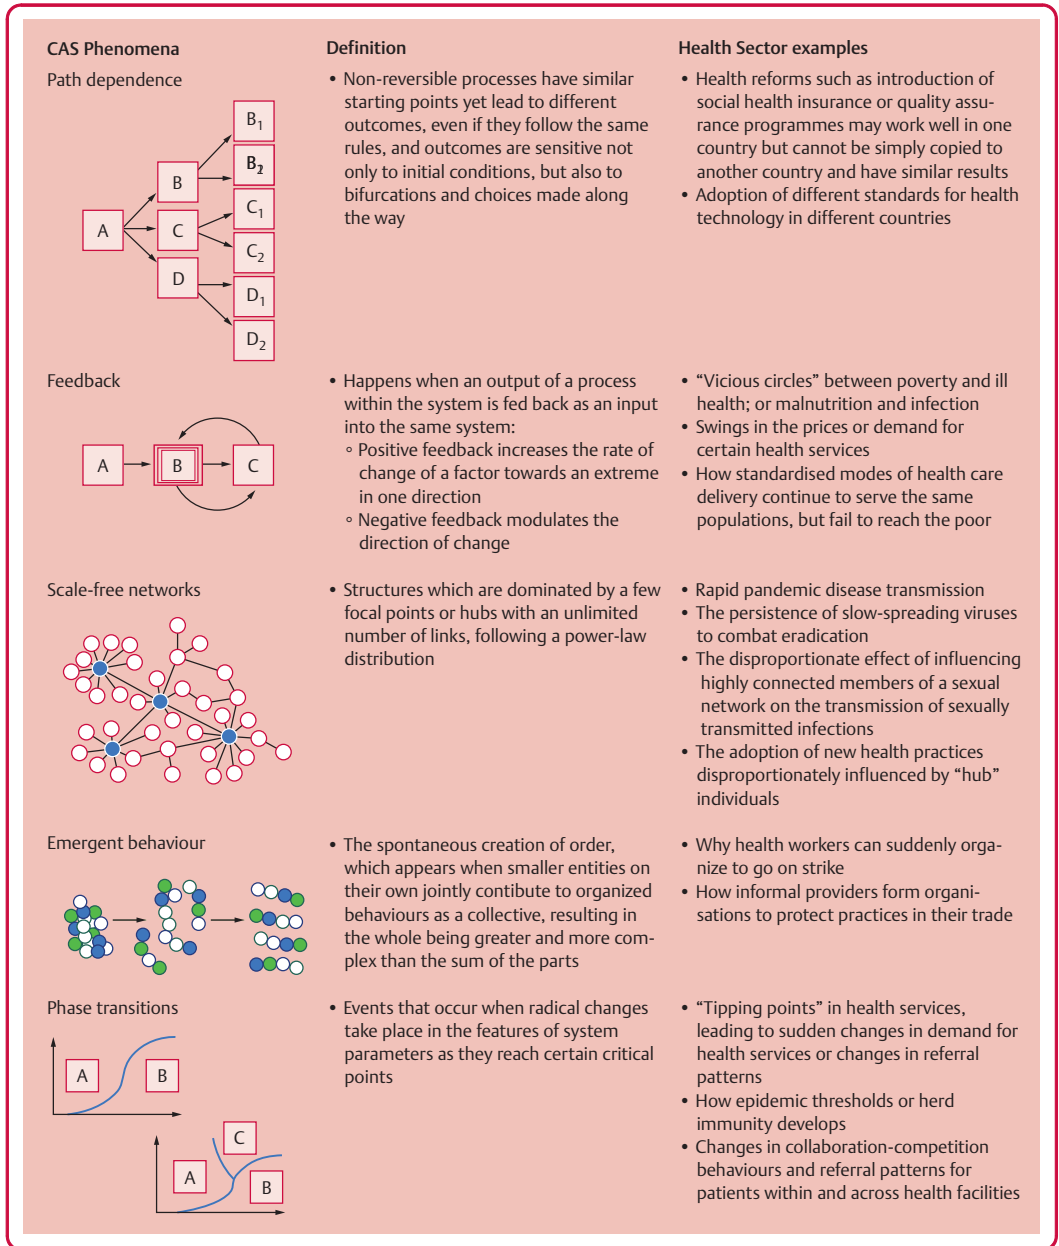 CAS Phenomena
Definition
Health Sector examples
Path dependence
A
B
C
D
B1
B2
C1
C2
D1
D2
• Non-reversible processes have similar
starting points yet lead to different
outcomes, even if they follow the same
rules, and outcomes are sensitive not
only to initial conditions, but also to
bifurcations and choices made along
the way
• Health reforms such as introduction of
social health insurance or quality assu-
rance programmes may work well in one
country but cannot be simply copied to
another country and have similar results
• Adoption of different standards for health
technology in different countries
Feedback
A
B
C
• Happens when an output of a process
within the system is fed back as an input
into the same system:
◦ Positive feedback increases the rate of
change of a factor towards an extreme
in one direction
◦ Negative feedback modulates the
direction of change
• “Vicious circles” between poverty and ill
health; or malnutrition and infection
• Swings in the prices or demand for
certain health services
• How standardised modes of health care
delivery continue to serve the same
populations, but fail to reach the poor
Scale-free networks
• Structures which are dominated by a few
focal points or hubs with an unlimited
number of links, following a power-law
distribution
• Rapid pandemic disease transmission
• The persistence of slow-spreading viruses
to combat eradication
• The disproportionate effect of influencing
highly connected members of a sexual
network on the transmission of sexually
transmitted infections
• The adoption of new health practices
disproportionately influenced by “hub”
individuals
Emergent behaviour
• The spontaneous creation of order,
which appears when smaller entities on
their own jointly contibute to organized
behaviours as a collective, resulting in
the whole being greater and more com-
plex than the sum of the parts
• Why health workers can suddenly orga-
nize to go on strike
• How informal providers form organi-
sations to protect practices in their trade
Phase transitions
A
B
C
A
B
• Events that occur when radical changes
take place in the features of system
parameters as they reach certain critical
points
• “Tipping points” in health services,
leading to sudden changes in demand for
health services or changes in referral
patterns
• How epidemic thresholds or herd
immunity develops
• Changes in collaboration-competition
behaviours and referral patterns for
patients within and across health facilities